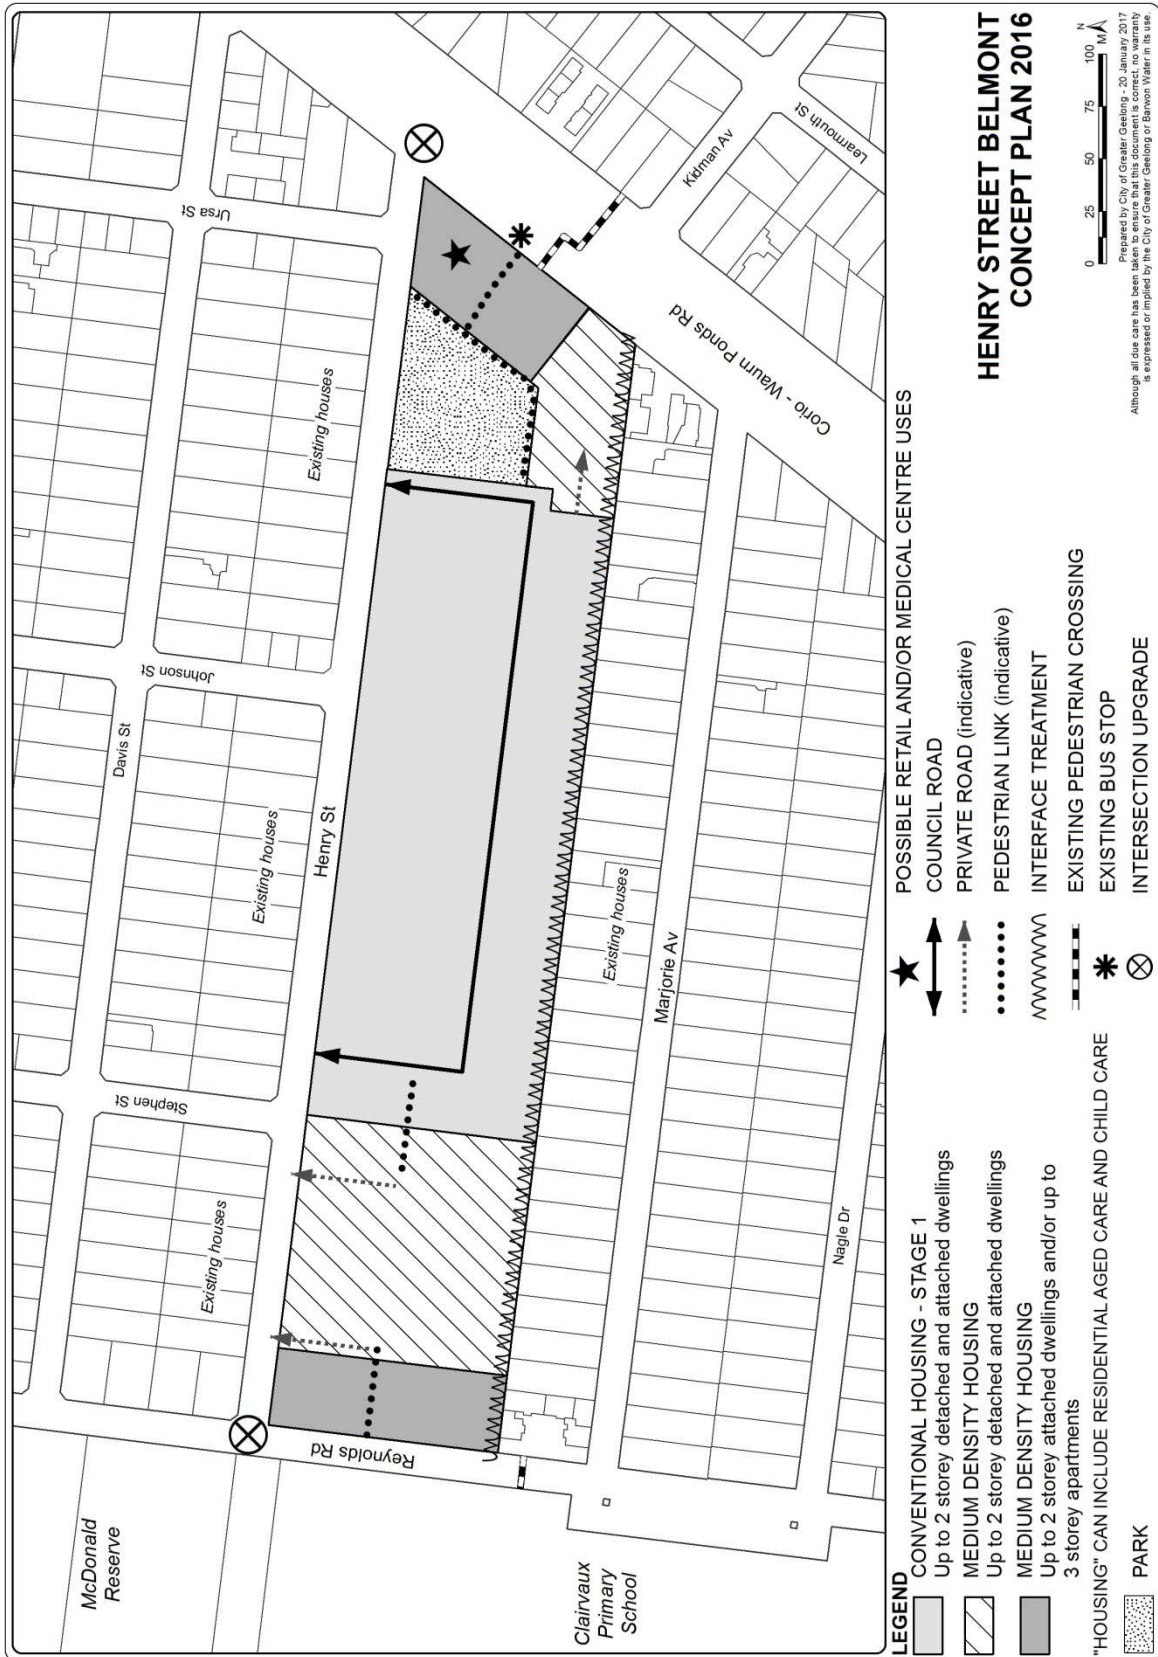 McDonald
Reserve
Clairvaux
Primary
School
Reynolds Rd
Existing houses
Stephen St
Davis St
Henry St
Existing houses
Johnson St
Existing houses
Ursa St
Existing houses
Marjorie Av
Nagle Dr
Corio - Waurn Ponds Rd
Kidman Av
Learmouth St
LEGEND
CONVENTIONAL HOUSING - STAGE 1
Up to 2 storey detached and attached dwellings
MEDIUM DENSITY HOUSING
Up to 2 storey detached and attached dwellings
MEDIUM DENSITY HOUSING
Up to 2 storey attached dwellings and/or up to
3 storey apartments
"HOUSING" CAN INCLUDE RESIDENTIAL AGED CARE AND CHILD CARE
PARK
POSSIBLE RETAIL AND/OR MEDICAL CENTRE USES
COUNCIL ROAD
PRIVATE ROAD (indicative)
PEDESTRIAN LINK (indicative)
INTERFACE TREATMENT
EXISTING PEDESTRIAN CROSSING
EXISTING BUS STOP
INTERSECTION UPGRADE
HENRY STREET BELMONT
CONCEPT PLAN 2016
0 25 50 75 100
M
N
Prepared by City of Greater Geelong - 20 January 2017
Although all due care has been taken to ensure that this document is correct, no warranty
is expressed or implied by the City of Greater Geelong or Barwon Water in its use.